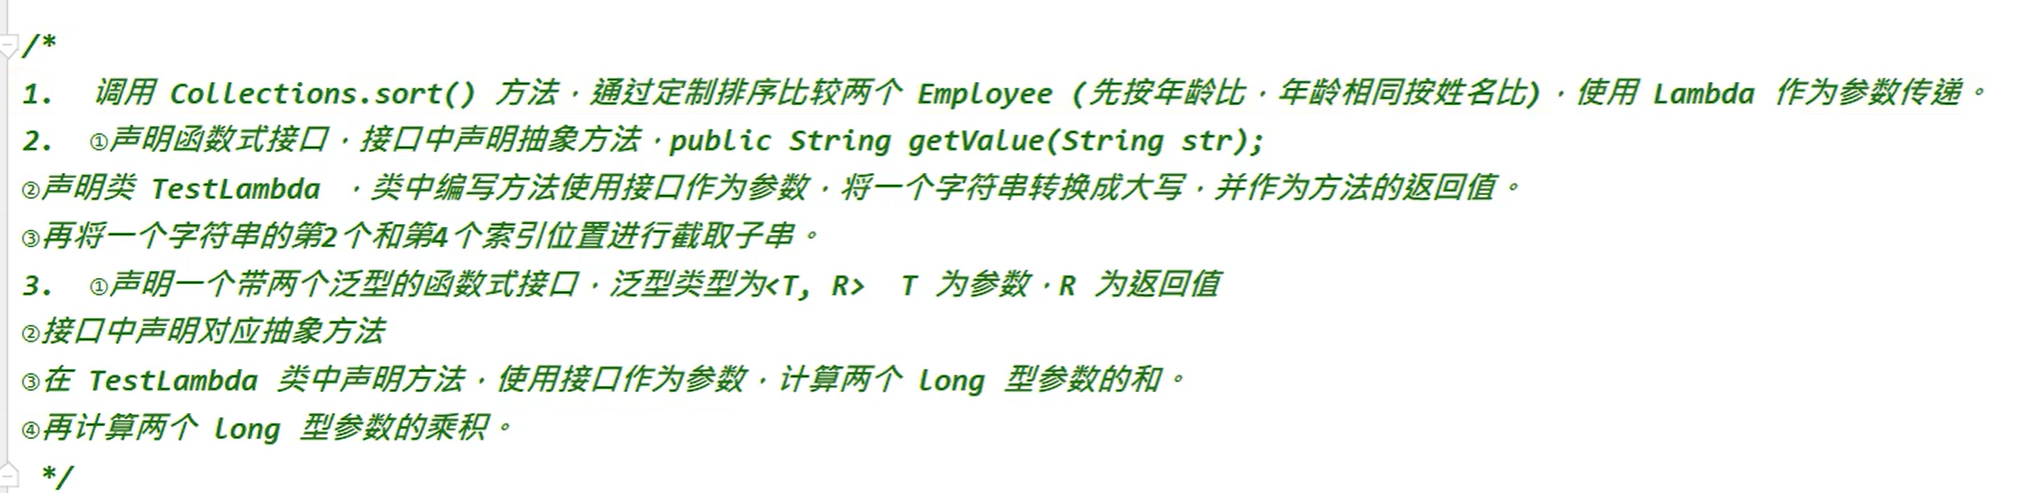 /*
1.  调用 Collections.sort() 方法，通过定制排序比较两个 Employee (先按年龄比，年龄相同按姓名比)，使用 Lambda 作为参数传递。
2.  ①声明函数式接口，接口中声明抽象方法，public String getValue(String str);
②声明类 TestLambda ，类中编写方法使用接口作为参数，将一个字符串转换成大写，并作为方法的返回值。
③再将一个字符串的第2个和第4个索引位置进行截取子串。
3.  ①声明一个带两个泛型的函数式接口，泛型类型为<T, R>  T 为参数，R 为返回值
②接口中声明对应抽象方法
③在 TestLambda 类中声明方法，使用接口作为参数，计算两个 long 型参数的和。
④再计算两个 long 型参数的乘积。
*/